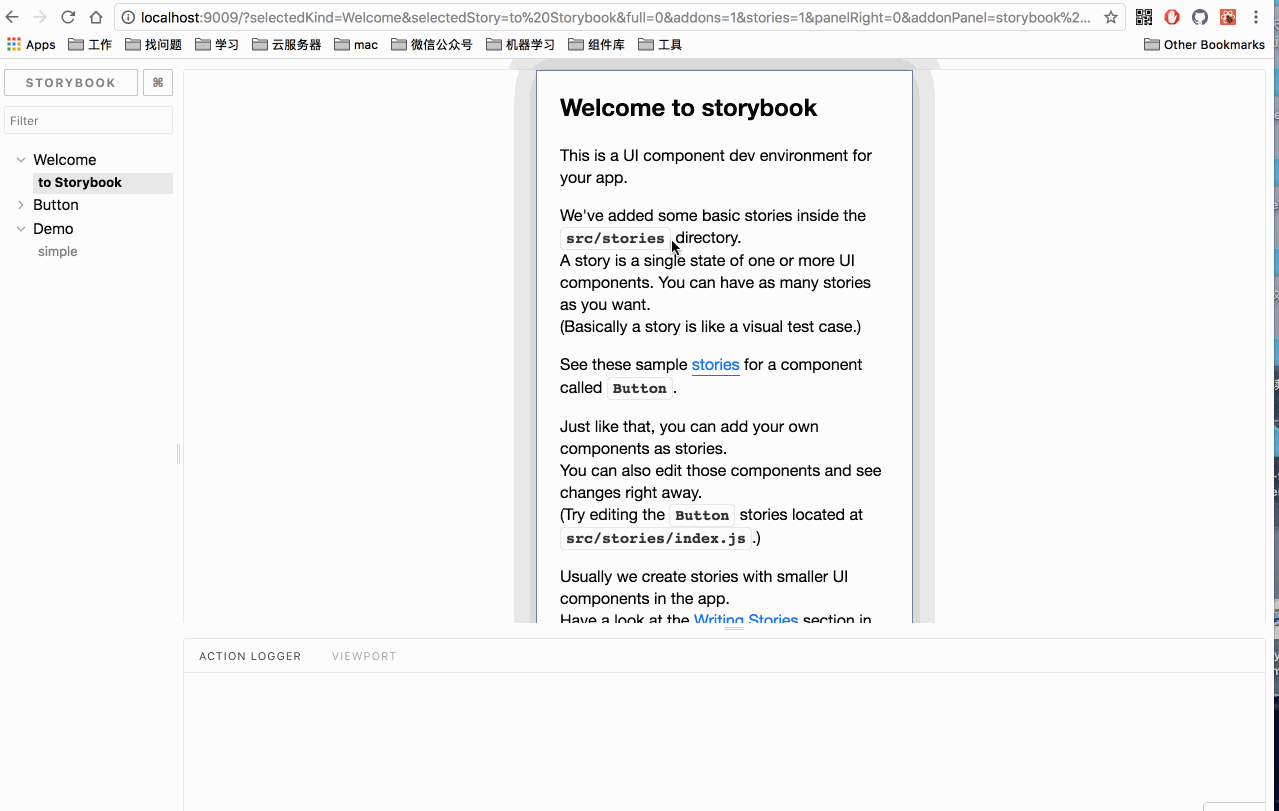 localhost:9009/?selectedKind=Welcome&selectedStory=to%20Storybook&full=0&addons=1&stories=1&panelRight=0&addonPanel=storybook%2...
Apps 工作 找问题 学习 云服务器 mac 微信公众号 机器学习 组件库 工具 Other Bookmarks
STORYBOOK ⌘
Filter
Welcome
to Storybook
Button
Demo
simple
Welcome to storybook
This is a UI component dev environment for
your app.
We've added some basic stories inside the
src/stories directory.
A story is a single state of one or more UI
components. You can have as many stories
as you want.
(Basically a story is like a visual test case.)
See these sample stories for a component
called Button.
Just like that, you can add your own
components as stories.
You can also edit those components and see
changes right away.
(Try editing the Button stories located at
src/stories/index.js.)
Usually we create stories with smaller UI
components in the app.
Have a look at the Writing Stories section in
ACTION LOGGER VIEWPORT